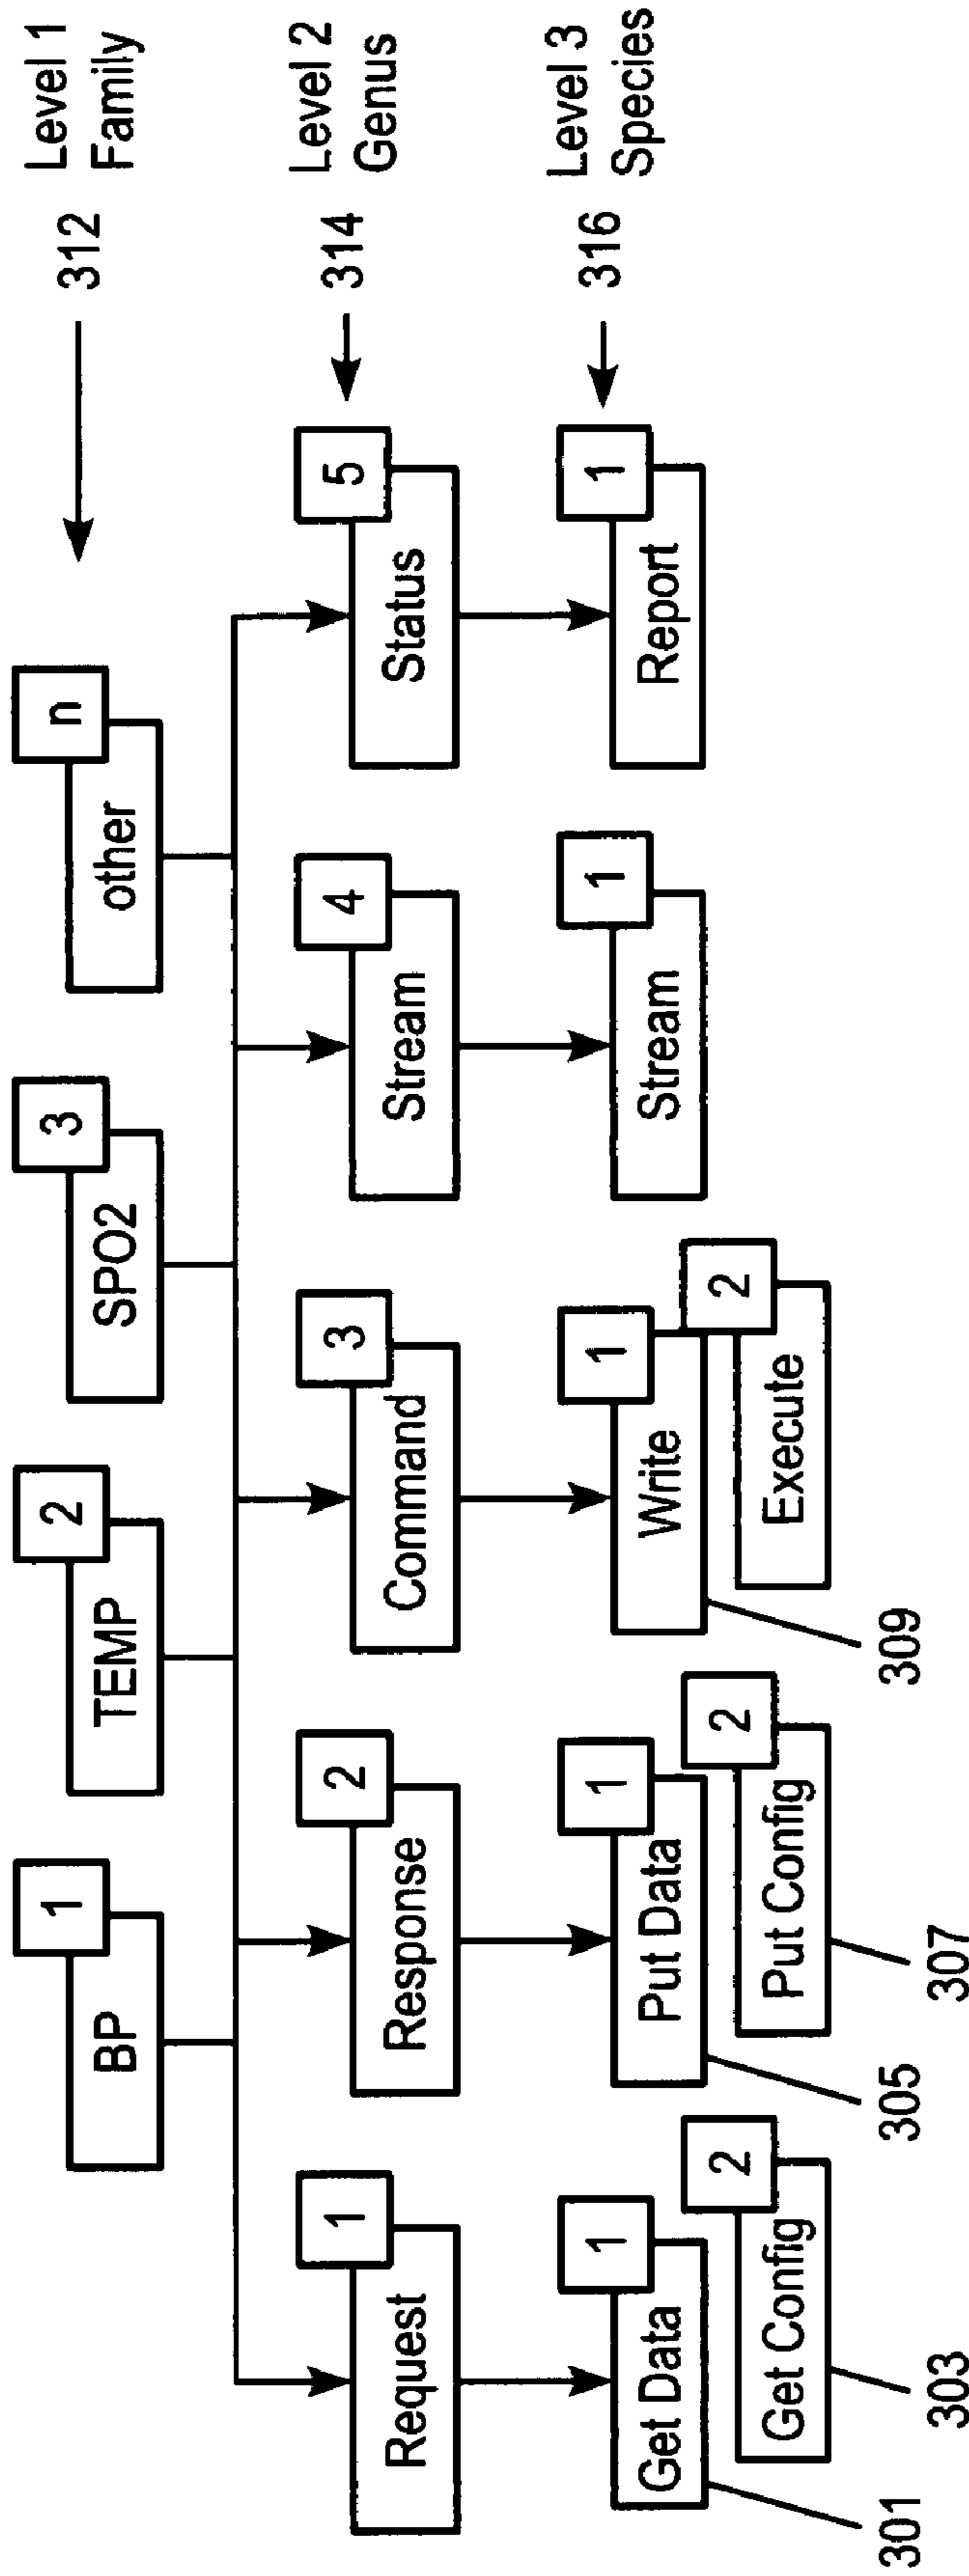 BP
1
TEMP
2
SPO2
3
other
n
312
Level 1
Family
Request
1
Response
2
Command
3
Stream
4
Status
5
314
Level 2
Genus
Get Data
1
Get Config
2
Put Data
1
Put Config
2
Write
1
Execute
2
Stream
1
Report
1
316
Level 3
Species
301
303
305
307
309